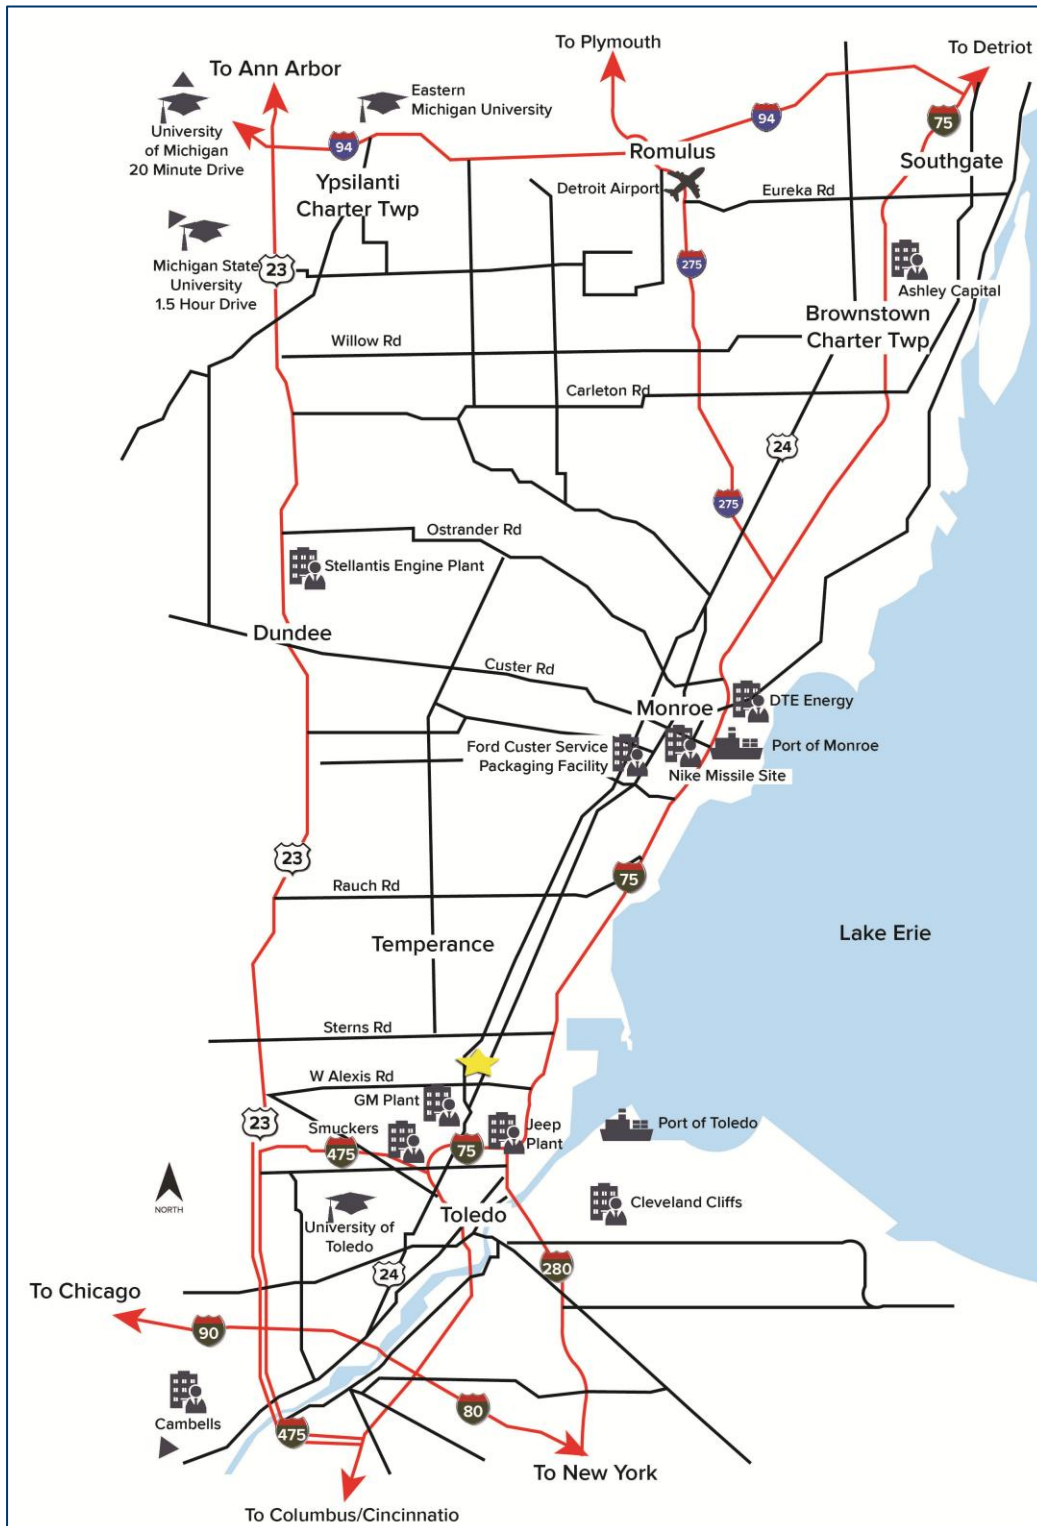 To Plymouth
To Detriot
To Ann Arbor
Eastern
Michigan University
94
75
University
of Michigan
20 Minute Drive
94
Romulus
Southgate
Ypsilanti
Charter Twp
Detroit Airport
Eureka Rd
Michigan State
University
1.5 Hour Drive
23
275
Ashley Capital
Brownstown
Charter Twp
Willow Rd
Carleton Rd
24
275
Ostrander Rd
Stellantis Engine Plant
Dundee
Custer Rd
Monroe
DTE Energy
Ford Custer Service
Packaging Facility
Port of Monroe
Nike Missile Site
23
75
Rauch Rd
Temperance
Lake Erie
Sterns Rd
W Alexis Rd
GM Plant
23
Smuckers
475
75
Jeep
Plant
Port of Toledo
NORTH
University of
Toledo
Toledo
Cleveland Cliffs
24
280
To Chicago
90
Cambells
80
475
To New York
To Columbus/Cincinnatio